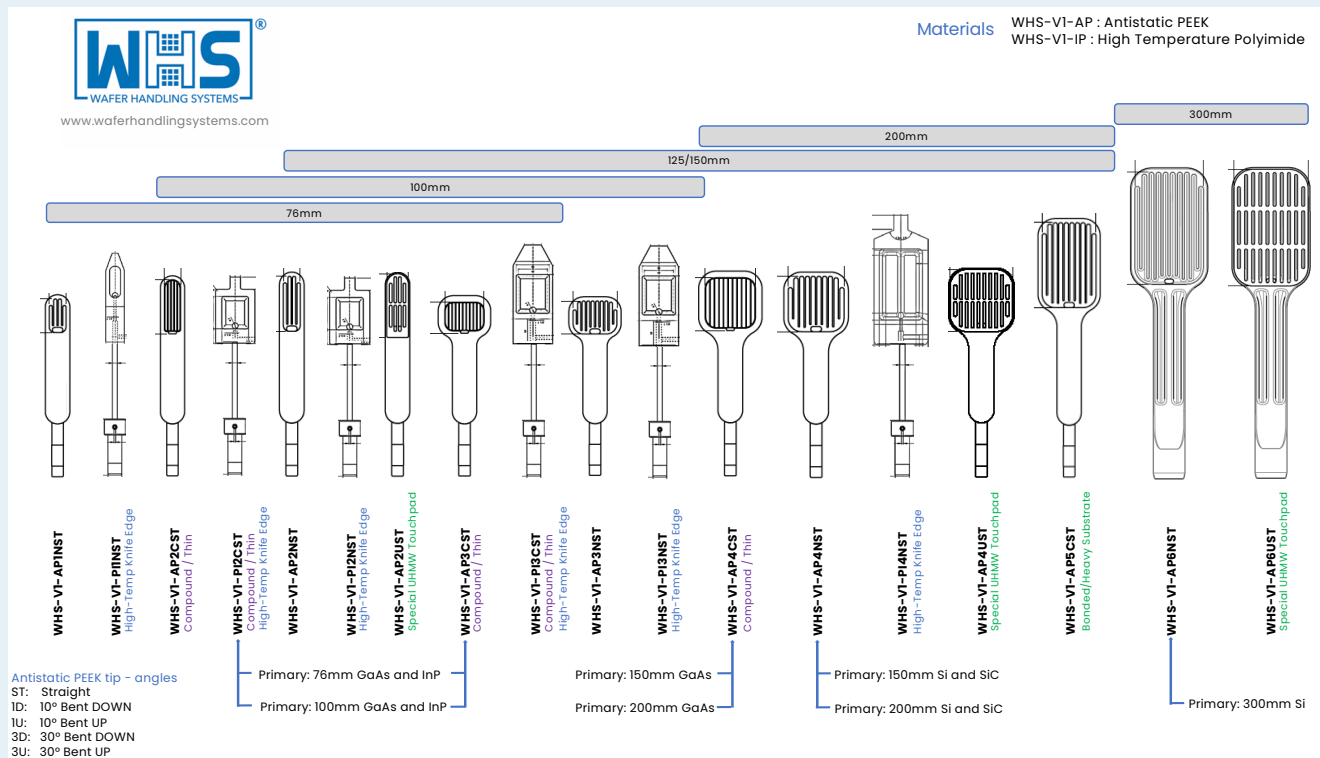 WHS®
WAFER HANDLING SYSTEMS
www.waferhandlingsystems.com
Materials
WHS-V1-AP : Antistatic PEEK
WHS-V1-IP : High Temperature Polyimide
300mm
200mm
125/150mm
100mm
76mm
WHS-V1-AP1NST
WHS-V1-PI1NST
High-Temp Knife Edge
WHS-V1-AP2CST
Compound / Thin
WHS-V1-PI2CST
Compound / Thin
High-Temp Knife Edge
WHS-V1-AP2NST
WHS-V1-PI2NST
High-Temp Knife Edge
WHS-V1-AP2UST
Special UHMW Touchpad
WHS-V1-AP3CST
Compound / Thin
WHS-V1-PI3CST
Compound / Thin
High-Temp Knife Edge
WHS-V1-AP3NST
WHS-V1-PI3NST
High-Temp Knife Edge
WHS-V1-AP4CST
Compound / Thin
WHS-V1-AP4NST
WHS-V1-PI4NST
High-Temp Knife Edge
WHS-V1-AP4UST
Special UHMW Touchpad
WHS-V1-AP5CST
Bonded/Heavy Substrate
WHS-V1-AP6NST
WHS-V1-AP6UST
Special UHMW Touchpad
Primary: 76mm GaAs and InP
Primary: 100mm GaAs and InP
Primary: 150mm GaAs
Primary: 200mm GaAs
Primary: 150mm Si and SiC
Primary: 200mm Si and SiC
Primary: 300mm Si
Antistatic PEEK tip - angles
ST: Straight
1D: 10° Bent DOWN
1U: 10° Bent UP
3D: 30° Bent DOWN
3U: 30° Bent UP